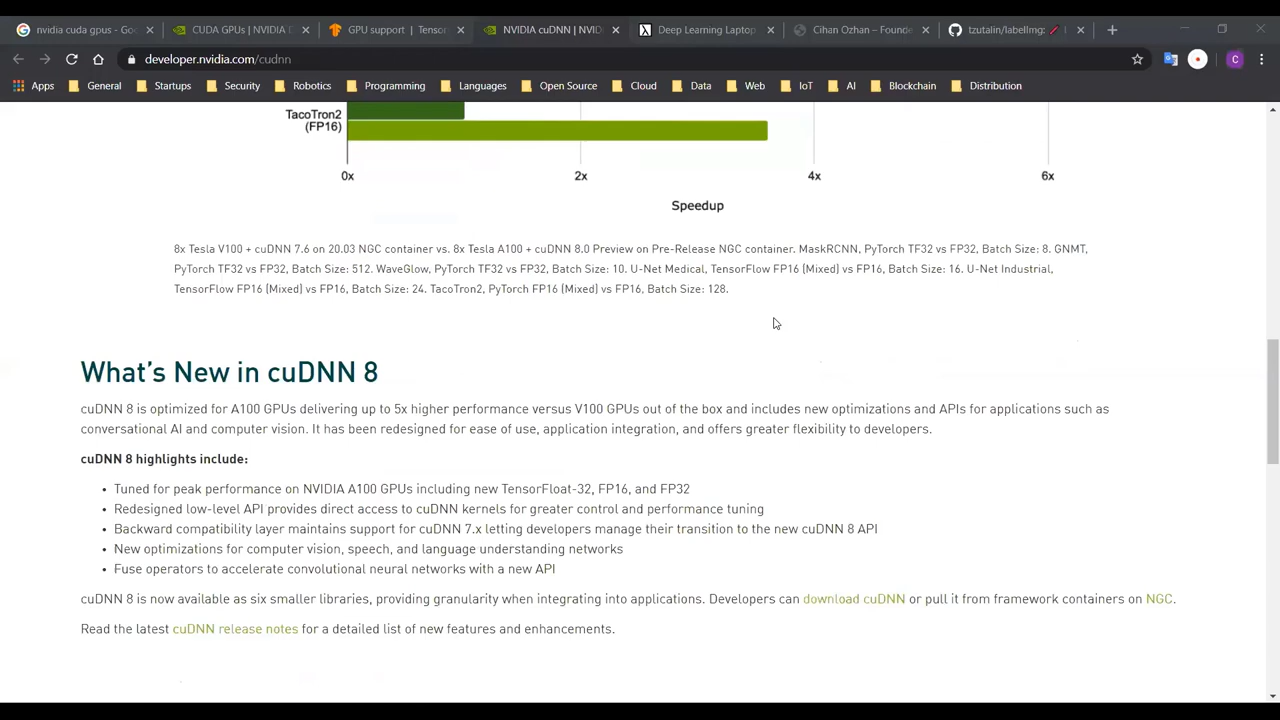 nvidia cuda gpus - Goo
CUDA GPUs | NVIDIA D
GPU support | Tensor
NVIDIA cuDNN | NVID
Deep Learning Laptop
Cihan Ozhan – Founde
tzutalin/labelImg:
developer.nvidia.com/cudnn
C
Apps
General
Startups
Security
Robotics
Programming
Languages
Open Source
Cloud
Data
Web
IoT
AI
Blockchain
Distribution
TacoTron2
(FP16)
0x
2x
4x
6x
Speedup
8x Tesla V100 + cuDNN 7.6 on 20.03 NGC container vs. 8x Tesla A100 + cuDNN 8.0 Preview on Pre-Release NGC container. MaskRCNN, PyTorch TF32 vs FP32, Batch Size: 8. GNMT,
PyTorch TF32 vs FP32, Batch Size: 512. WaveGlow, PyTorch TF32 vs FP32, Batch Size: 10. U-Net Medical, TensorFlow FP16 (Mixed) vs FP16, Batch Size: 16. U-Net Industrial,
TensorFlow FP16 (Mixed) vs FP16, Batch Size: 24. TacoTron2, PyTorch FP16 (Mixed) vs FP16, Batch Size: 128.
What's New in cuDNN 8
cuDNN 8 is optimized for A100 GPUs delivering up to 5x higher performance versus V100 GPUs out of the box and includes new optimizations and APIs for applications such as
conversational AI and computer vision. It has been redesigned for ease of use, application integration, and offers greater flexibility to developers.
cuDNN 8 highlights include:
• Tuned for peak performance on NVIDIA A100 GPUs including new TensorFloat-32, FP16, and FP32
• Redesigned low-level API provides direct access to cuDNN kernels for greater control and performance tuning
• Backward compatibility layer maintains support for cuDNN 7.x letting developers manage their transition to the new cuDNN 8 API
• New optimizations for computer vision, speech, and language understanding networks
• Fuse operators to accelerate convolutional neural networks with a new API
cuDNN 8 is now available as six smaller libraries, providing granularity when integrating into applications. Developers can download cuDNN or pull it from framework containers on NGC.
Read the latest cuDNN release notes for a detailed list of new features and enhancements.